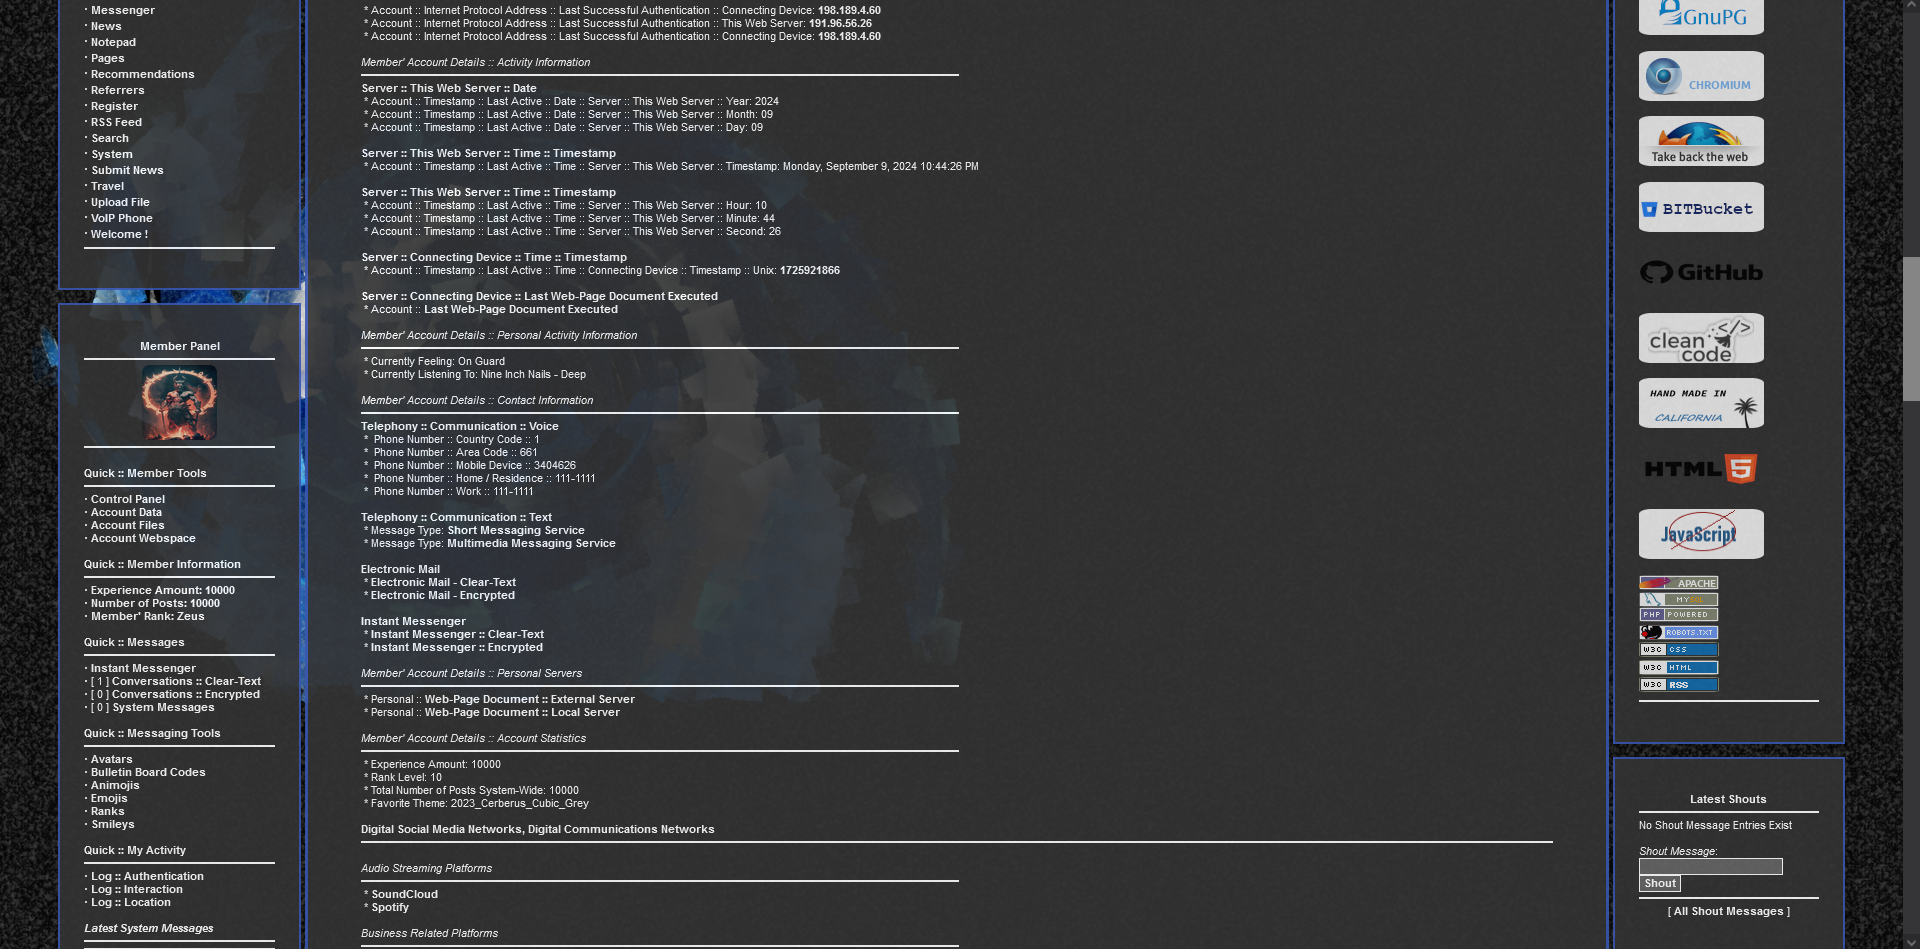 · Messenger
· News
· Notepad
· Pages
· Recommendations
· Referrers
· Register
· RSS Feed
· Search
· System
· Submit News
· Travel
· Upload File
· VoIP Phone
· Welcome !
Member Panel
Quick :: Member Tools
· Control Panel
· Account Data
· Account Files
· Account Webspace
Quick :: Member Information
· Experience Amount: 10000
· Number of Posts: 10000
· Member' Rank: Zeus
Quick :: Messages
· Instant Messenger
· [ 1 ] Conversations :: Clear-Text
· [ 0 ] Conversations :: Encrypted
· [ 0 ] System Messages
Quick :: Messaging Tools
· Avatars
· Bulletin Board Codes
· Animojis
· Emojis
· Ranks
· Smileys
Quick :: My Activity
· Log :: Authentication
· Log :: Interaction
· Log :: Location
Latest System Messages
* Account :: Internet Protocol Address :: Last Successful Authentication :: Connecting Device: 198.189.4.60
* Account :: Internet Protocol Address :: Last Successful Authentication :: This Web Server: 191.96.56.26
* Account :: Internet Protocol Address :: Last Successful Authentication :: Connecting Device: 198.189.4.60
Member' Account Details :: Activity Information
Server :: This Web Server :: Date
* Account :: Timestamp :: Last Active :: Date :: Server :: This Web Server :: Year: 2024
* Account :: Timestamp :: Last Active :: Date :: Server :: This Web Server :: Month: 09
* Account :: Timestamp :: Last Active :: Date :: Server :: This Web Server :: Day: 09
Server :: This Web Server :: Time :: Timestamp
* Account :: Timestamp :: Last Active :: Time :: Server :: This Web Server :: Timestamp: Monday, September 9, 2024 10:44:26 PM
Server :: This Web Server :: Time :: Timestamp
* Account :: Timestamp :: Last Active :: Time :: Server :: This Web Server :: Hour: 10
* Account :: Timestamp :: Last Active :: Time :: Server :: This Web Server :: Minute: 44
* Account :: Timestamp :: Last Active :: Time :: Server :: This Web Server :: Second: 26
Server :: Connecting Device :: Time :: Timestamp
* Account :: Timestamp :: Last Active :: Time :: Connecting Device :: Timestamp :: Unix: 1725921866
Server :: Connecting Device :: Last Web-Page Document Executed
* Account :: Last Web-Page Document Executed
Member' Account Details :: Personal Activity Information
* Currently Feeling: On Guard
* Currently Listening To: Nine Inch Nails - Deep
Member' Account Details :: Contact Information
Telephony :: Communication :: Voice
* Phone Number :: Country Code :: 1
* Phone Number :: Area Code :: 661
* Phone Number :: Mobile Device :: 3404626
* Phone Number :: Home / Residence :: 111-1111
* Phone Number :: Work :: 111-1111
Telephony :: Communication :: Text
* Message Type: Short Messaging Service
* Message Type: Multimedia Messaging Service
Electronic Mail
* Electronic Mail - Clear-Text
* Electronic Mail - Encrypted
Instant Messenger
* Instant Messenger :: Clear-Text
* Instant Messenger :: Encrypted
Member' Account Details :: Personal Servers
* Personal :: Web-Page Document :: External Server
* Personal :: Web-Page Document :: Local Server
Member' Account Details :: Account Statistics
* Experience Amount: 10000
* Rank Level: 10
* Total Number of Posts System-Wide: 10000
* Favorite Theme: 2023_Cerberus_Cubic_Grey
Digital Social Media Networks, Digital Communications Networks
Audio Streaming Platforms
* SoundCloud
* Spotify
Business Related Platforms
GnuPG
CHROMIUM
Take back the web
BITBucket
GitHub
</>
clean
code
HAND MADE IN
CALIFORNIA
HTML 5
JavaScript
APACHE
MYSQL
PHP POWERED
ROBOTS.TXT
W3C CSS
W3C HTML
W3C RSS
Latest Shouts
No Shout Message Entries Exist
Shout Message:
Shout
[ All Shout Messages ]